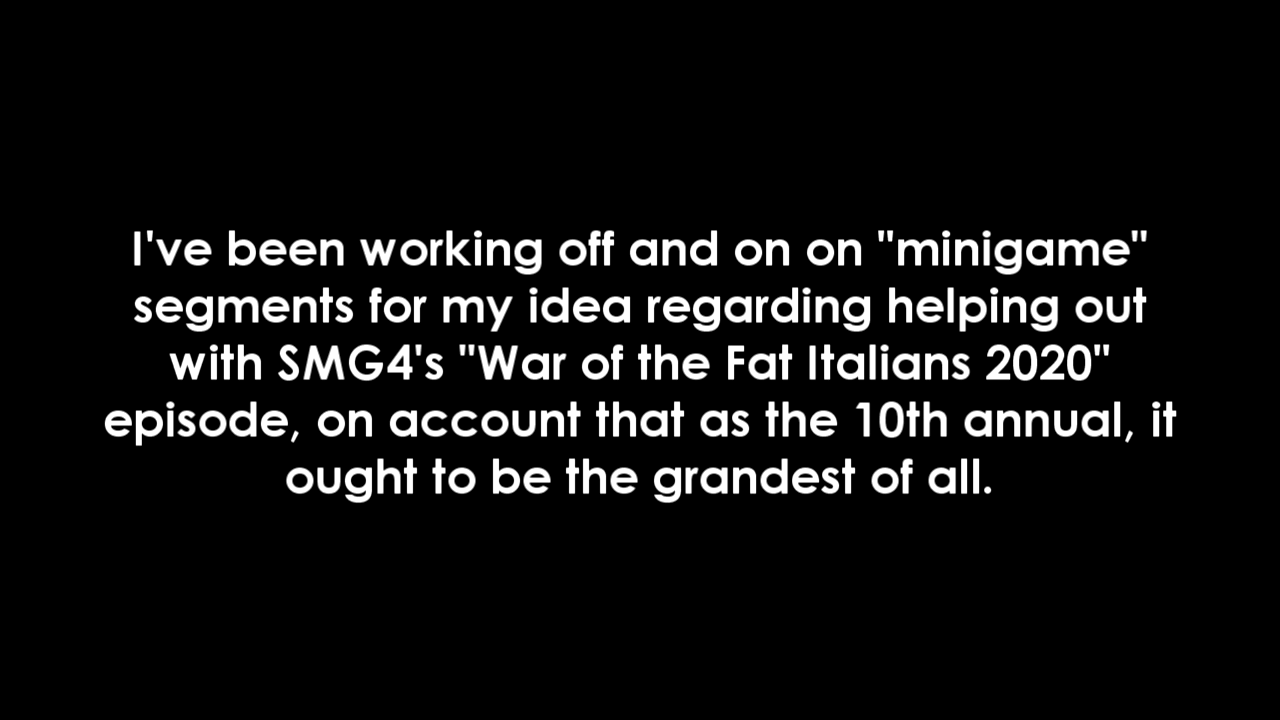 I've been working off and on on "minigame"
segments for my idea regarding helping out
with SMG4's "War of the Fat Italians 2020"
episode, on account that as the 10th annual, it
ought to be the grandest of all.